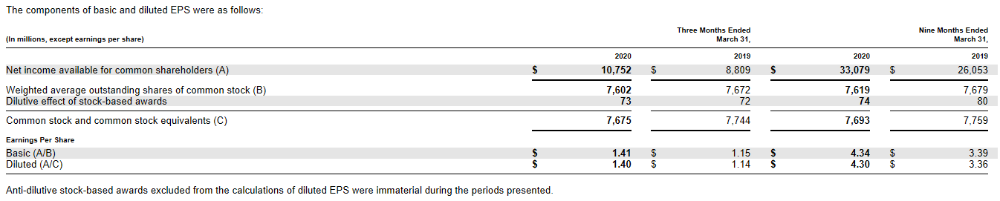 The components of basic and diluted EPS were as follows:
Three Months Ended Nine Months Ended
(In millions, except earnings per share) March 31, March 31,
2020 2019 2020 2019
Net income available for common shareholders (A) $ 10,752 $ 8,809 $ 33,079 $ 26,053
Weighted average outstanding shares of common stock (B) 7,602 7,672 7,619 7,679
Dilutive effect of stock-based awards 73 72 74 80
Common stock and common stock equivalents (C) 7,675 7,744 7,693 7,759
Earnings Per Share
Basic (A/B) $ 1.41 $ 1.15 $ 4.34 $ 3.39
Diluted (A/C) $ 1.40 $ 1.14 $ 4.30 $ 3.36
Anti-dilutive stock-based awards excluded from the calculations of diluted EPS were immaterial during the periods presented.